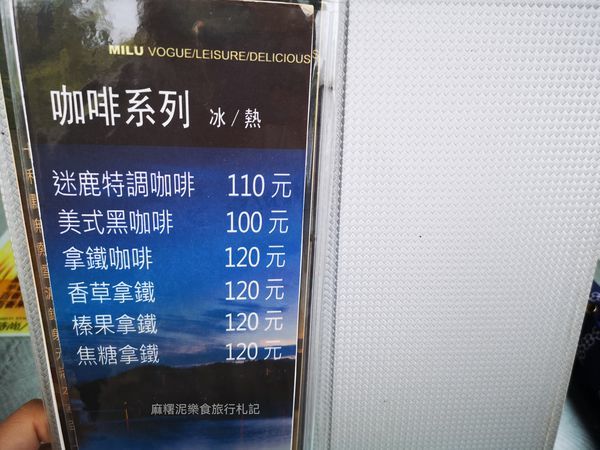 MILU VOGUE/LEISURE/DELICIOUS
咖啡系列 冰/熱
迷鹿特調咖啡 110元
美式黑咖啡 100元
拿鐵咖啡 120元
香草拿鐵 120元
榛果拿鐵 120元
焦糖拿鐵 120元
麻糬泥樂食旅行札記